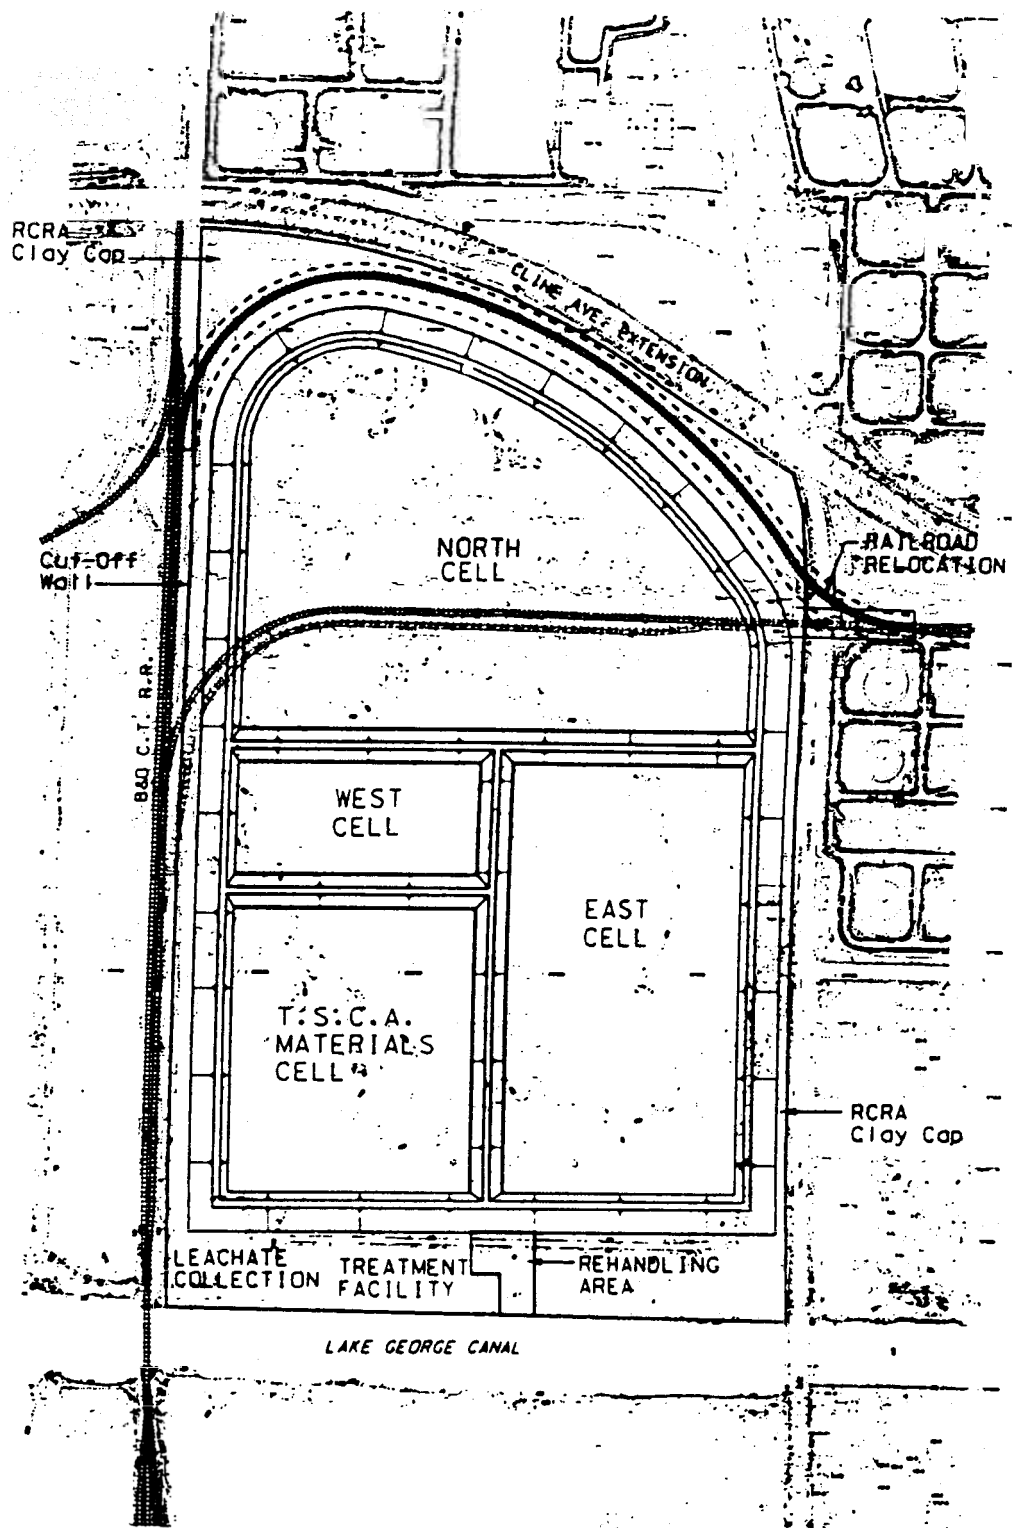 RCRA
Clay Cap
CLINE AVE. EXTENSION
NORTH
CELL
RAILROAD
RELOCATION
Cut-Off
Wall
B&O C.T. R.R.
WEST
CELL
EAST
CELL
T.S.C.A.
MATERIALS
CELL
RCRA
Clay Cap
LEACHATE
COLLECTION
TREATMENT
FACILITY
REHANDLING
AREA
LAKE GEORGE CANAL